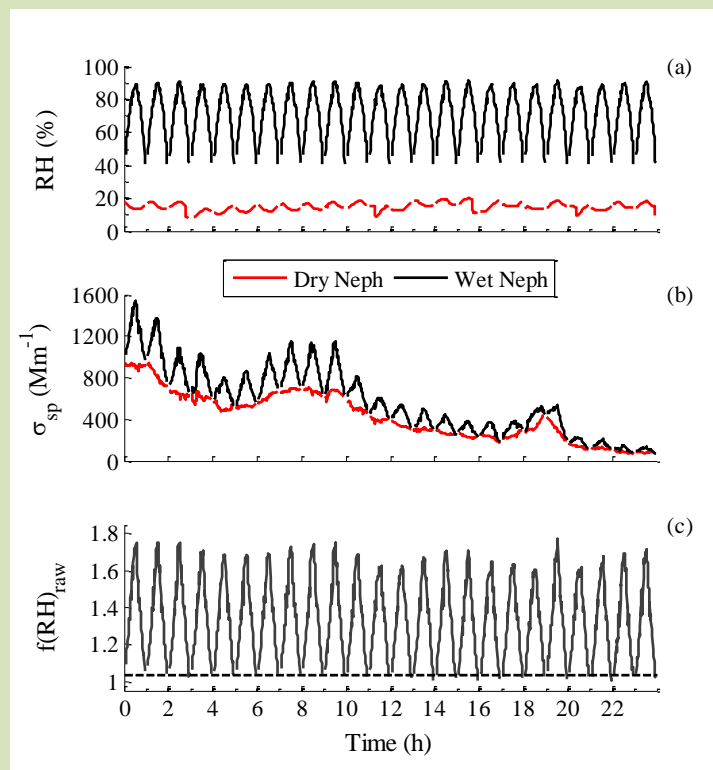 (a)
100
80
60
40
20
0
RH (%)
Dry Neph
Wet Neph
(b)
1600
1200
800
400
0
σsp (Mm-1)
(c)
1.8
1.6
1.4
1.2
1
f(RH)raw
0 2 4 6 8 10 12 14 16 18 20 22
Time (h)